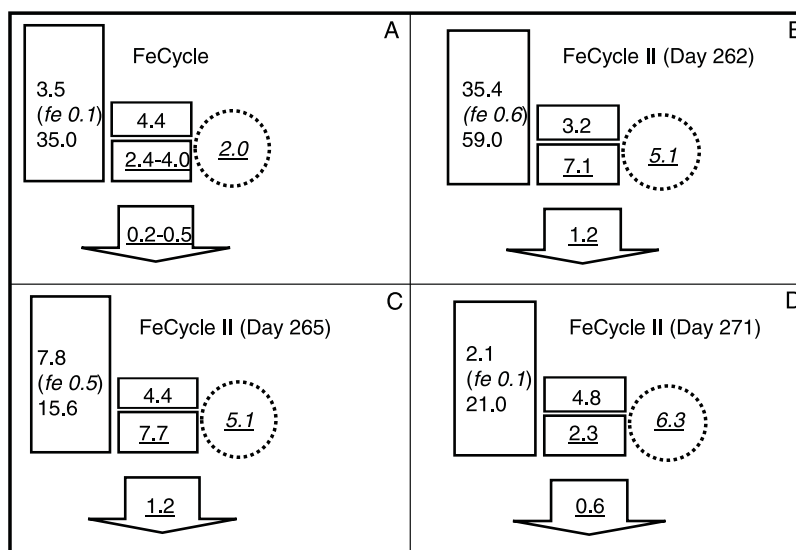 A
FeCycle
3.5
(fe 0.1)
35.0
4.4
2.4-4.0
2.0
0.2-0.5
B
FeCycle II (Day 262)
35.4
(fe 0.6)
59.0
3.2
7.1
5.1
1.2
C
FeCycle II (Day 265)
7.8
(fe 0.5)
15.6
4.4
7.7
5.1
1.2
D
FeCycle II (Day 271)
2.1
(fe 0.1)
21.0
4.8
2.3
6.3
0.6